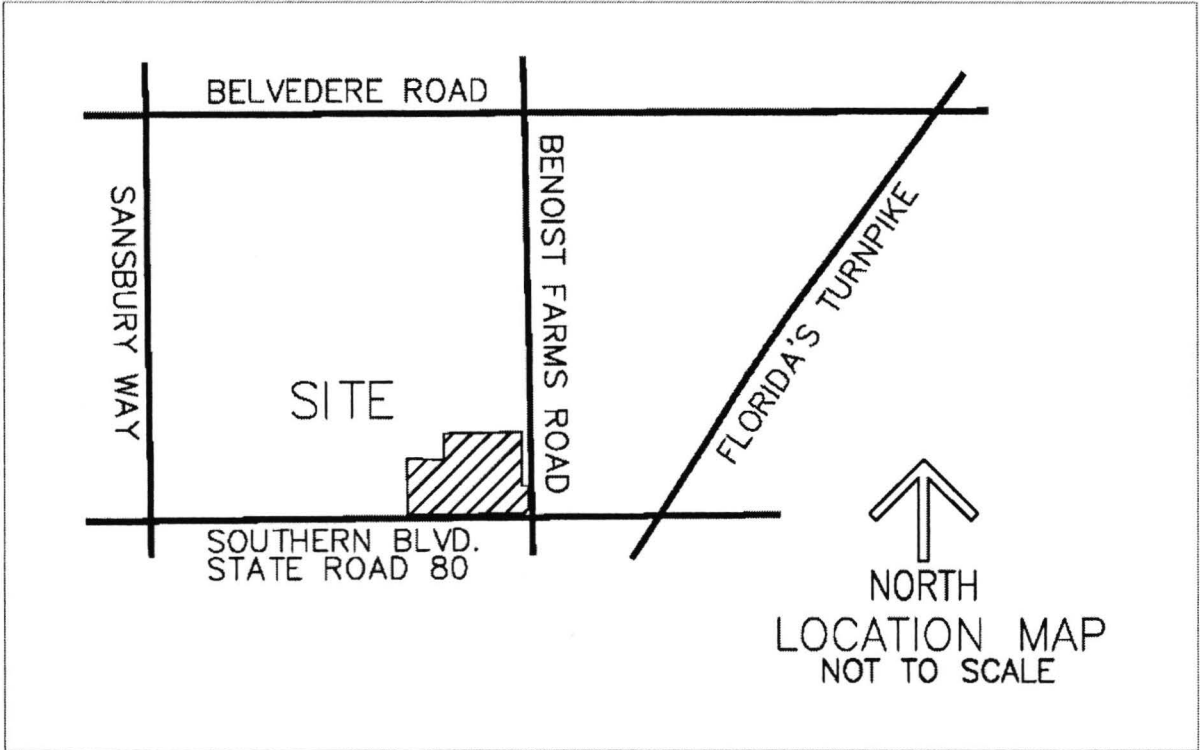 BELVEDERE ROAD
SANSBURY WAY
BENOIST FARMS ROAD
FLORIDA'S TURNPIKE
SITE
SOUTHERN BLVD.
STATE ROAD 80
NORTH
LOCATION MAP
NOT TO SCALE